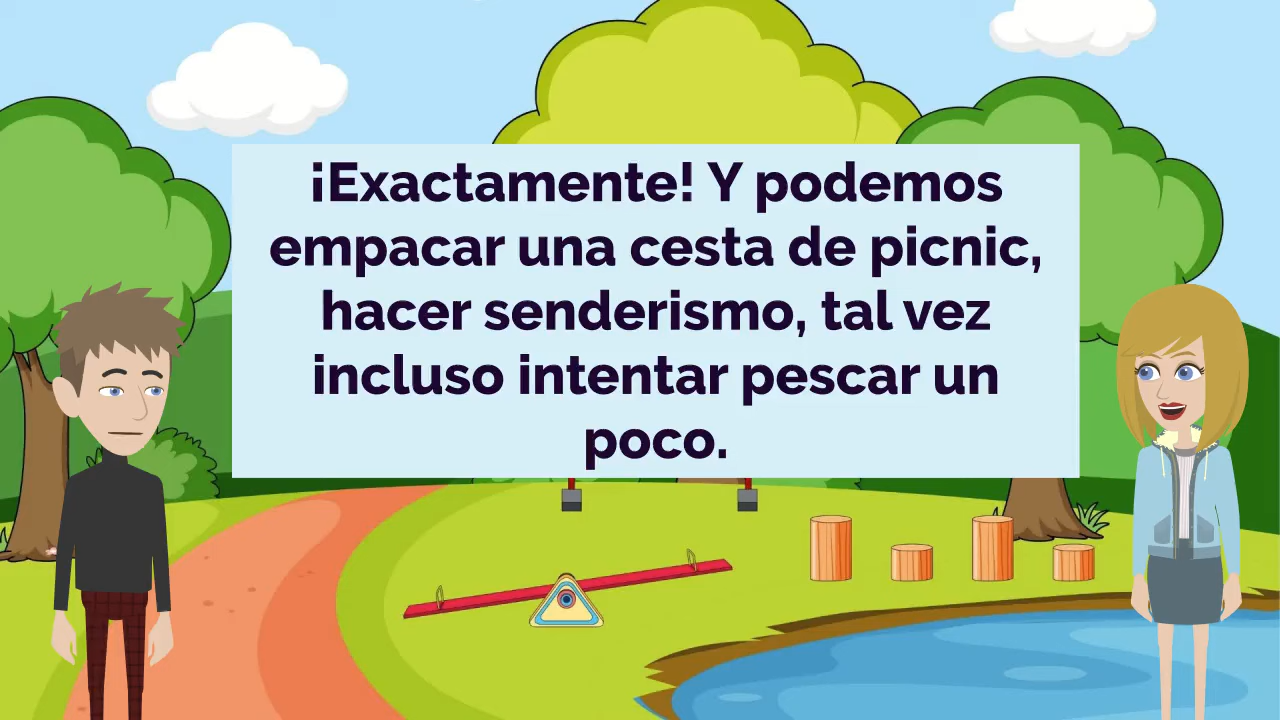 ¡Exactamente! Y podemos
empacar una cesta de picnic,
hacer senderismo, tal vez
incluso intentar pescar un
poco.